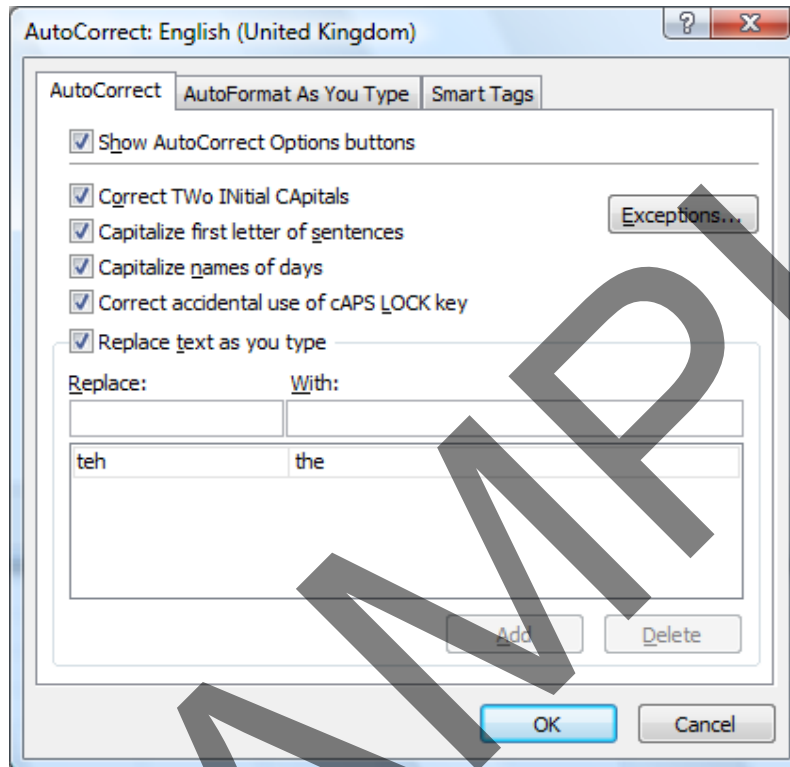 AutoCorrect: English (United Kingdom)
AutoCorrect AutoFormat As You Type Smart Tags
Show AutoCorrect Options buttons
Correct TWo INitial CApitals
Exceptions...
Capitalize first letter of sentences
Capitalize names of days
Correct accidental use of cAPS LOCK key
Replace text as you type
Replace: With:
teh the
Add Delete
OK Cancel